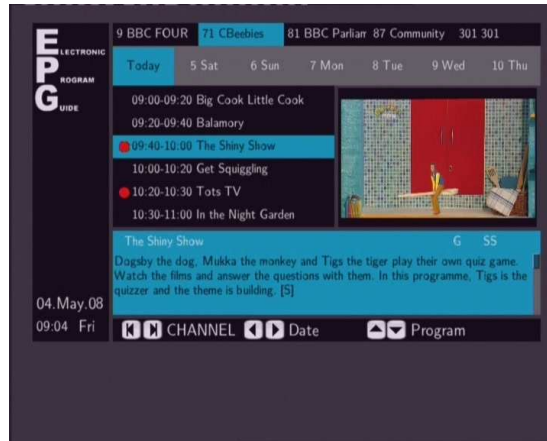 ELECTRONIC
PROGRAM
GUIDE
9 BBC FOUR 71 CBeebies 81 BBC Parliam 87 Community 301 301
Today 5 Sat 6 Sun 7 Mon 8 Tue 9 Wed 10 Thu
09:00-09:20 Big Cook Little Cook
09:20-09:40 Balamory
09:40-10:00 The Shiny Show
10:00-10:20 Get Squiggling
10:20-10:30 Tots TV
10:30-11:00 In the Night Garden
The Shiny Show G SS
Dogsby the dog, Mukka the monkey and Tigs the tiger play their own quiz game.
Watch the films and answer the questions with them. In this programme, Tigs is the
quizzer and the theme is building. [S]
04.May.08
09:04 Fri
CHANNEL Date Program